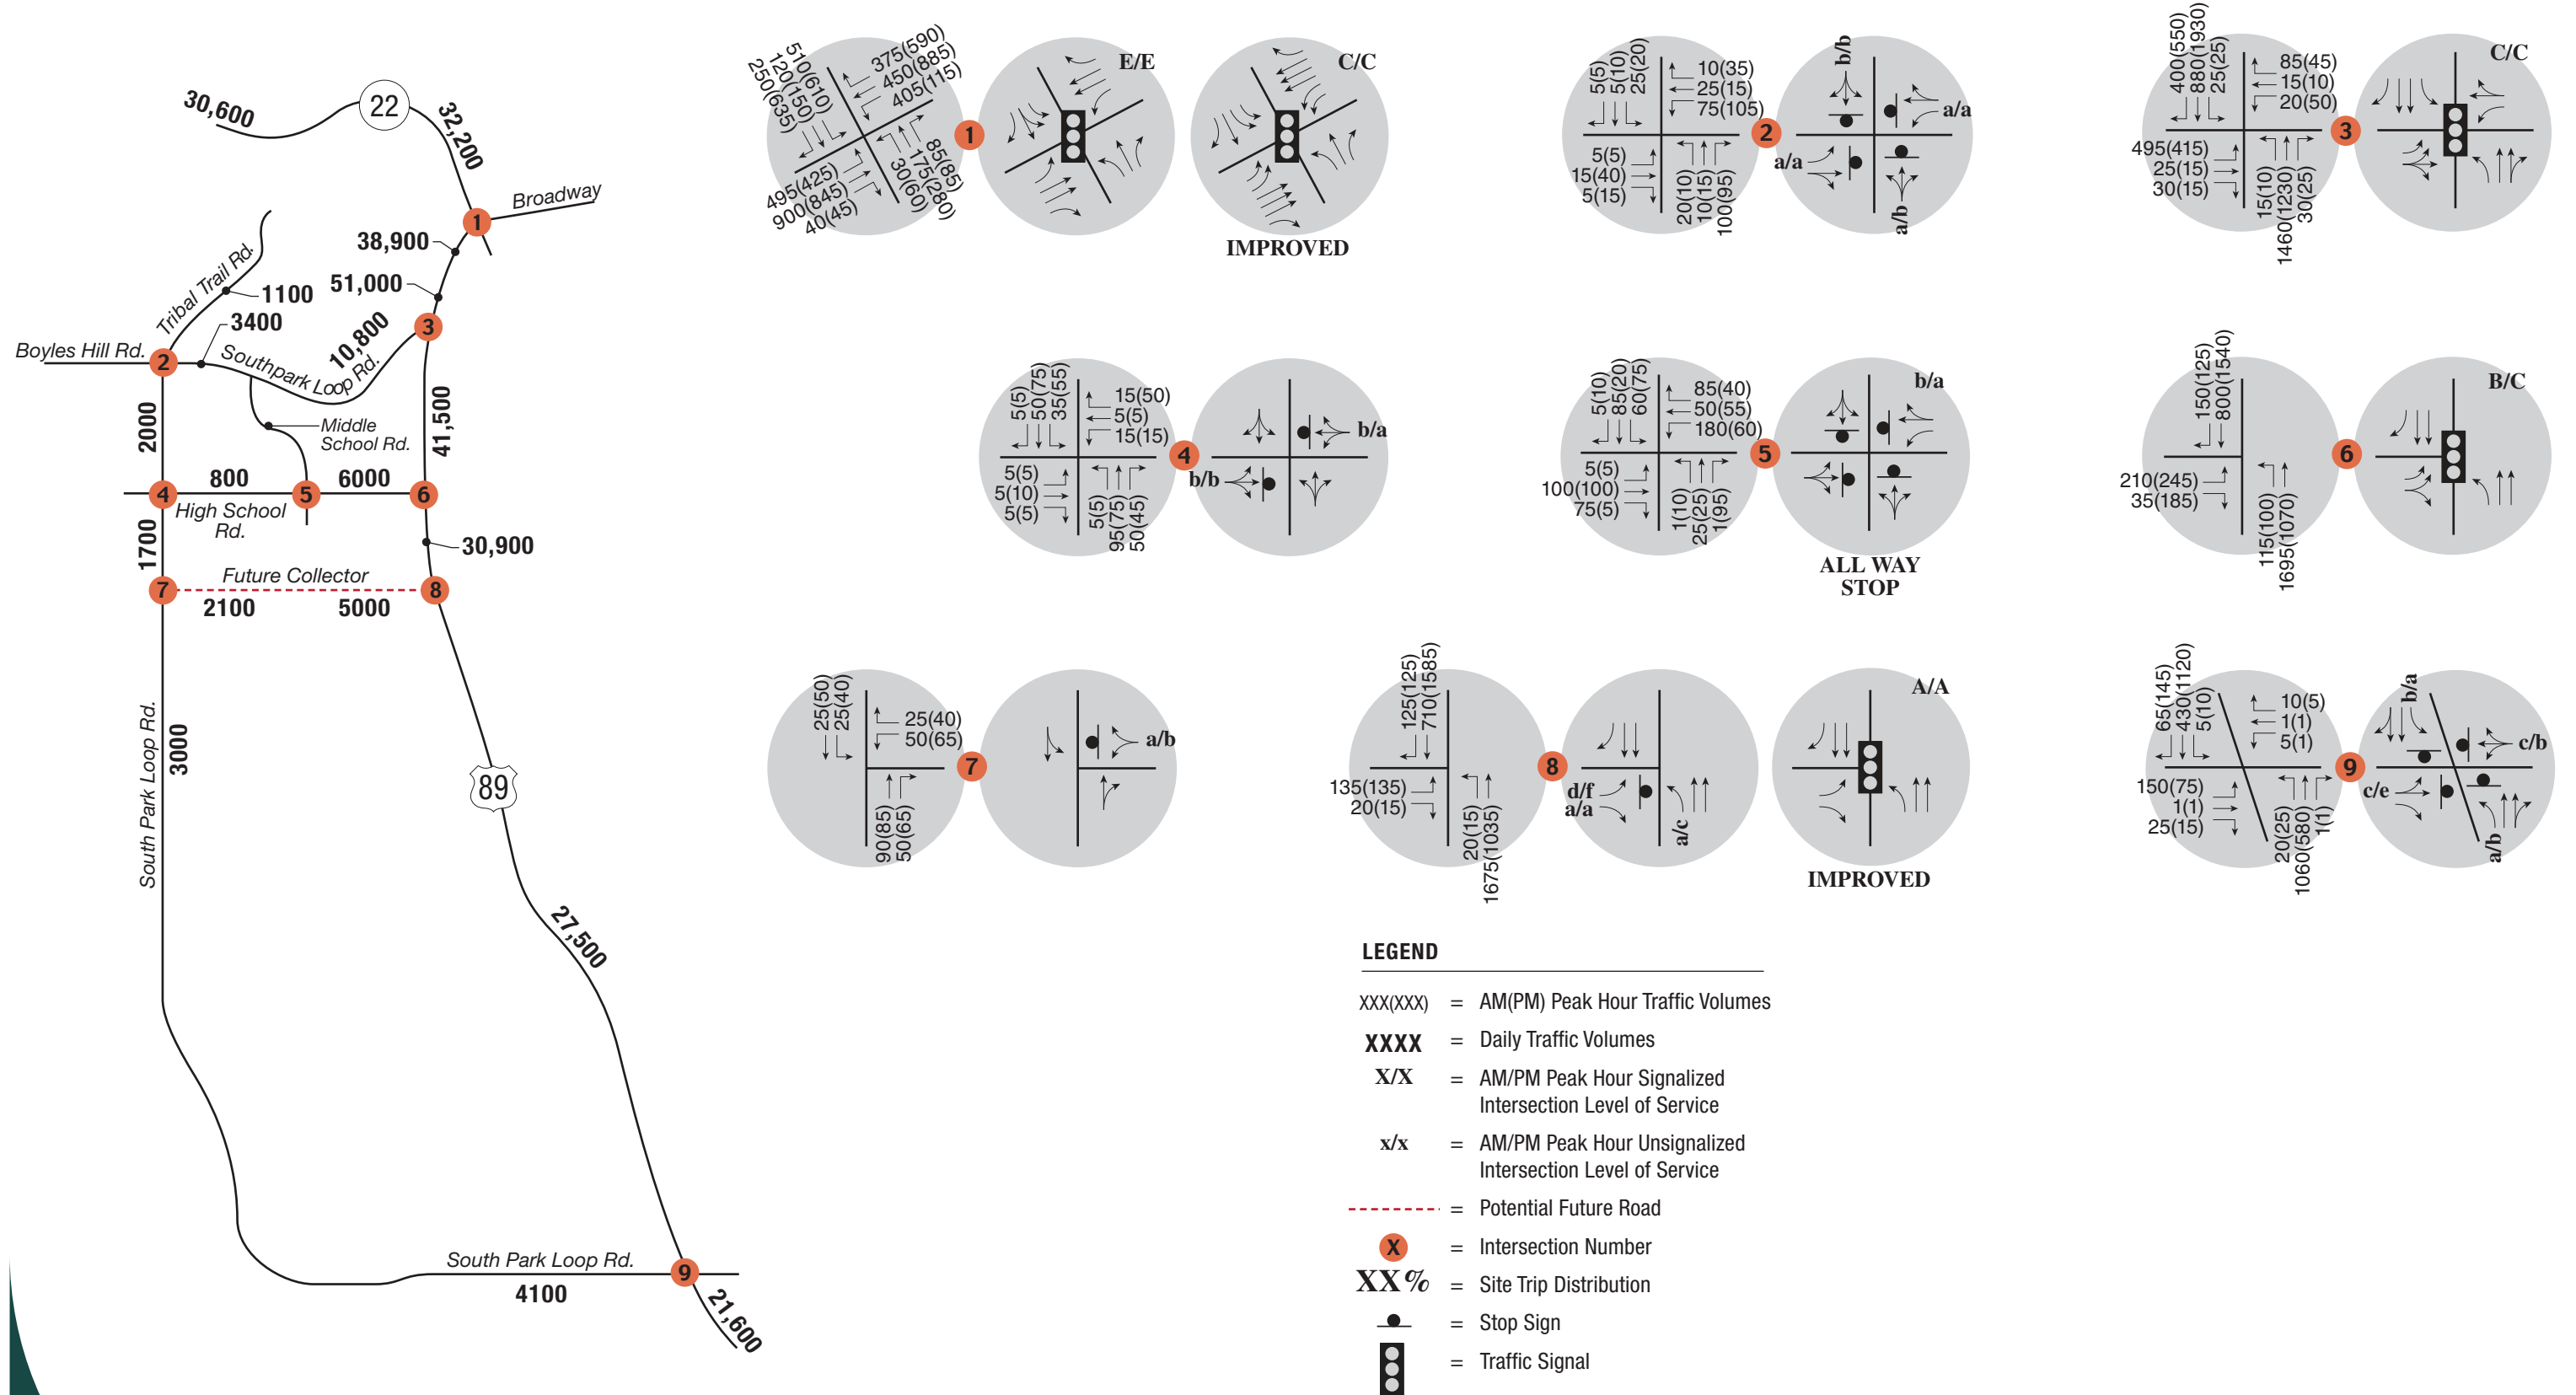 30,600
22
32,200
Broadway
1
38,900
51,000
Tribal Trail Rd.
1100
3400
10,800
3
Boyles Hill Rd.
2
Southpark Loop Rd.
2000
Middle
School Rd.
41,500
4
800
5
6000
6
High School
Rd.
1700
30,900
Future Collector
7
8
2100
5000
South Park Loop Rd.
3000
89
27,500
South Park Loop Rd.
4100
9
21,600
510(610)
120(150)
250(635)
375(590)
450(885)
405(115)
495(425)
900(845)
40(45)
85(85)
175(280)
30(60)
1
E/E
C/C
IMPROVED
5(5)
5(10)
25(20)
10(35)
25(15)
75(105)
5(5)
15(40)
5(15)
20(10)
10(15)
100(95)
2
b/b
a/a
a/a
a/b
400(550)
880(1930)
25(25)
85(45)
15(10)
20(50)
495(415)
25(15)
30(15)
15(10)
1460(1230)
30(25)
3
C/C
5(5)
50(75)
35(55)
15(50)
5(5)
15(15)
5(5)
5(10)
5(5)
5(5)
95(75)
50(45)
4
b/a
b/b
5(10)
85(20)
60(75)
85(40)
50(55)
180(60)
5(5)
100(100)
75(5)
1(10)
25(25)
1(95)
5
b/a
ALL WAY
STOP
150(125)
800(1540)
210(245)
35(185)
115(100)
1695(1070)
6
B/C
25(50)
25(40)
25(40)
50(65)
90(85)
50(65)
7
a/b
125(125)
710(1585)
135(135)
20(15)
20(15)
1675(1035)
8
d/f
a/a
a/c
A/A
IMPROVED
65(145)
430(1120)
5(10)
10(5)
1(1)
5(1)
150(75)
1(1)
25(15)
20(25)
1060(580)
1(1)
9
b/a
c/b
c/e
a/b
LEGEND
XXX(XXX) = AM(PM) Peak Hour Traffic Volumes
XXXX = Daily Traffic Volumes
X/X = AM/PM Peak Hour Signalized
Intersection Level of Service
x/x = AM/PM Peak Hour Unsignalized
Intersection Level of Service
= Potential Future Road
X = Intersection Number
XX% = Site Trip Distribution
= Stop Sign
= Traffic Signal